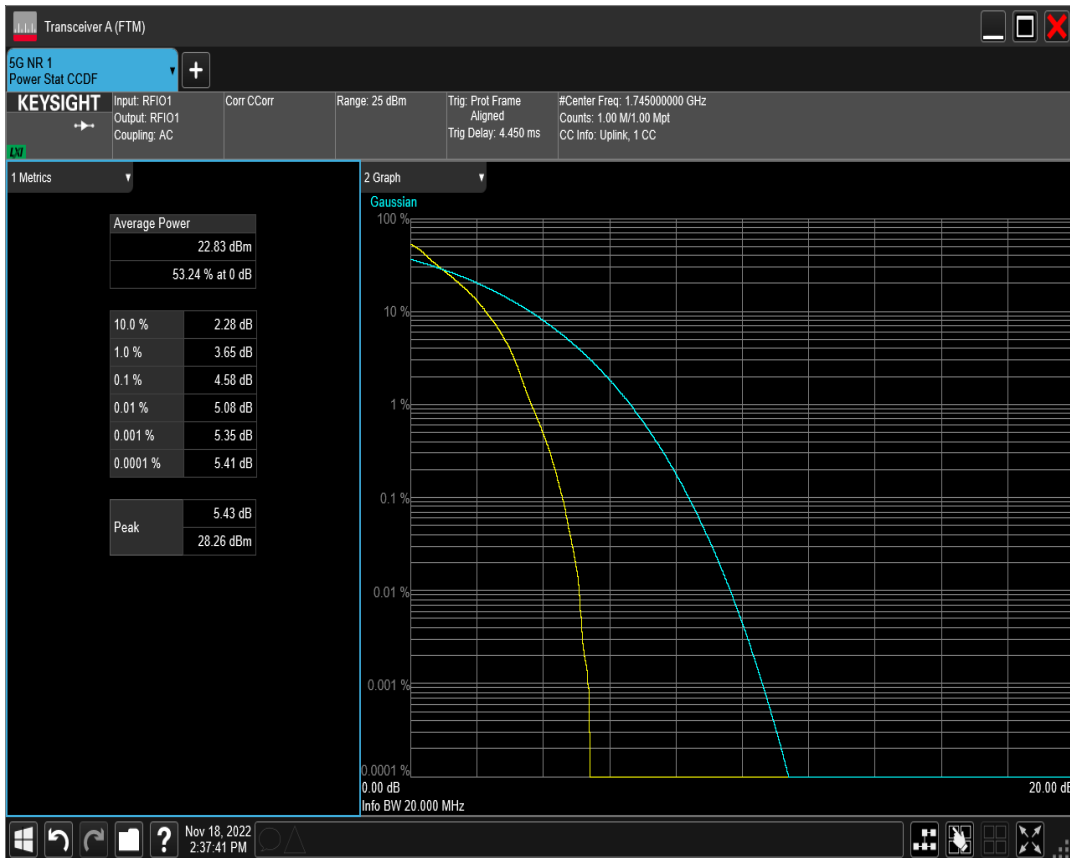 Transceiver A (FTM)
5G NR 1
Power Stat CCDF
+
KEYSIGHT
LXI
Input: RFIO1
Output: RFIO1
Coupling: AC
Corr CCorr
Range: 25 dBm
Trig: Prot Frame
Aligned
Trig Delay: 4.450 ms
#Center Freq: 1.745000000 GHz
Counts: 1.00 M/1.00 Mpt
CC Info: Uplink, 1 CC
1 Metrics
Average Power
22.83 dBm
53.24 % at 0 dB
10.0 % 2.28 dB
1.0 % 3.65 dB
0.1 % 4.58 dB
0.01 % 5.08 dB
0.001 % 5.35 dB
0.0001 % 5.41 dB
Peak
5.43 dB
28.26 dBm
2 Graph
Gaussian
100 %
10 %
1 %
0.1 %
0.01 %
0.001 %
0.0001 %
0.00 dB 20.00 dB
Info BW 20.000 MHz
?
Nov 18, 2022
2:37:41 PM